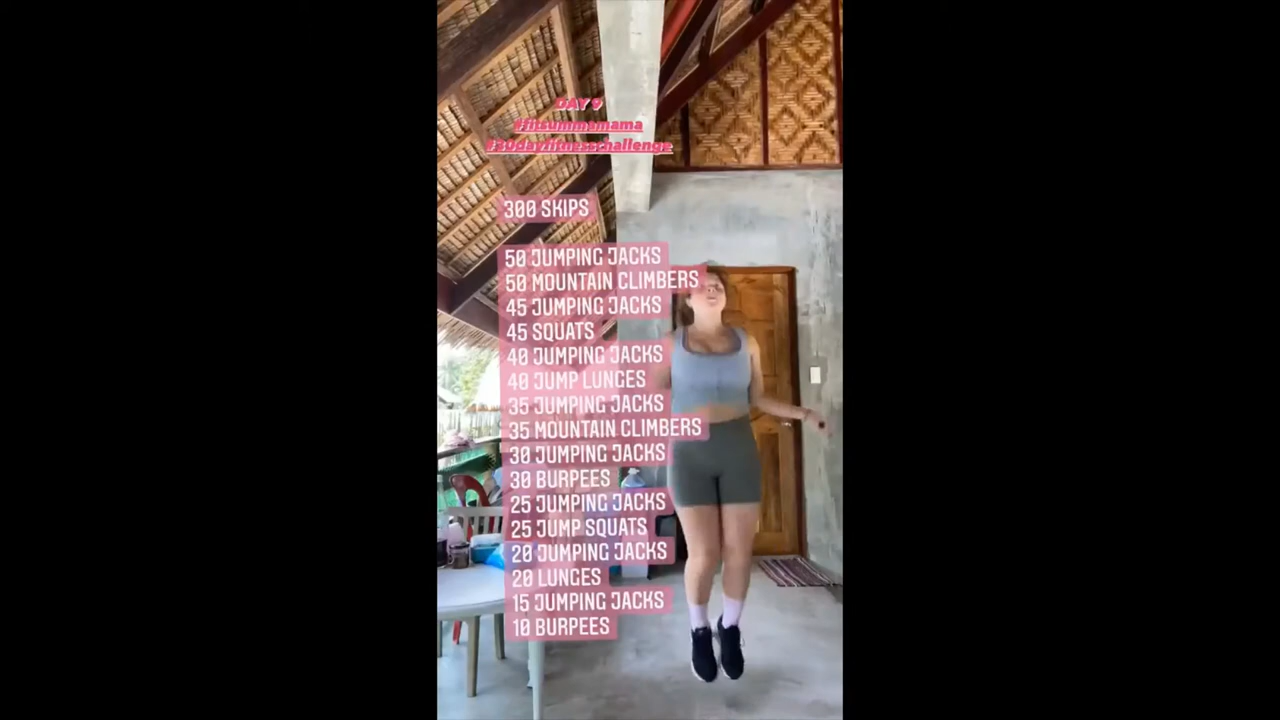 DAY 9
#fitsummamama
#30dayfitnesschallenge
300 SKIPS
50 JUMPING JACKS
50 MOUNTAIN CLIMBERS
45 JUMPING JACKS
45 SQUATS
40 JUMPING JACKS
40 JUMP LUNGES
35 JUMPING JACKS
35 MOUNTAIN CLIMBERS
30 JUMPING JACKS
30 BURPEES
25 JUMPING JACKS
25 JUMP SQUATS
20 JUMPING JACKS
20 LUNGES
15 JUMPING JACKS
10 BURPEES